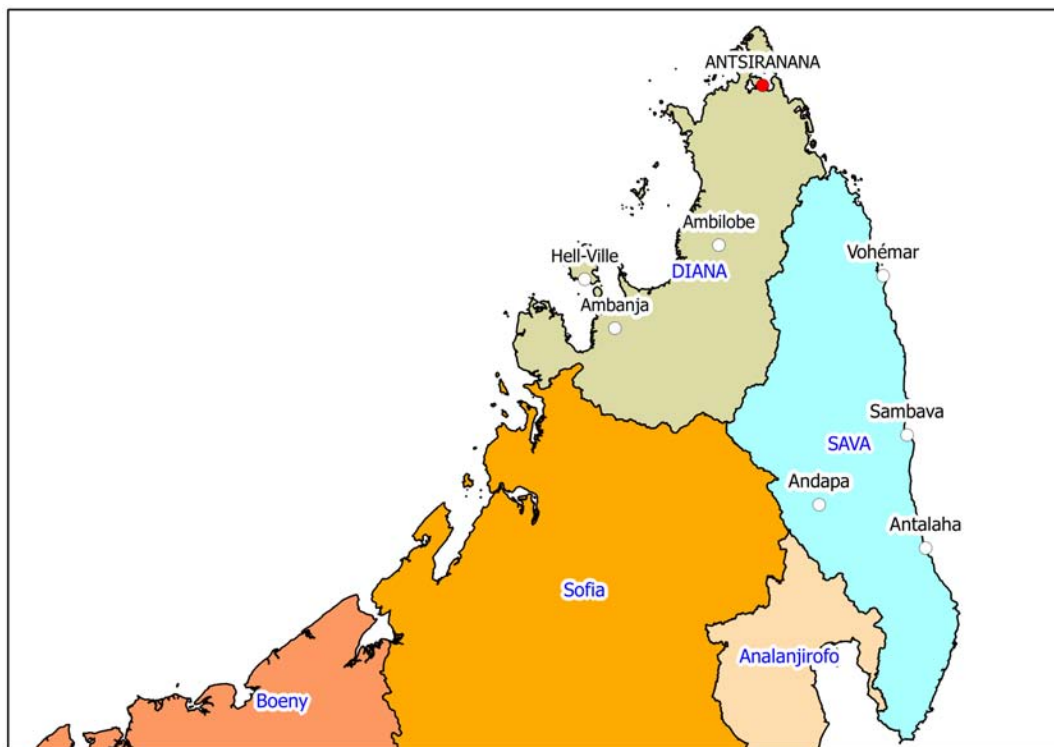 ANTSIRANANA
Ambilobe
Vohémar
Hell-Ville
DIANA
Ambanja
Sambava
SAVA
Andapa
Antalaha
Sofia
Analanjirofo
Boeny